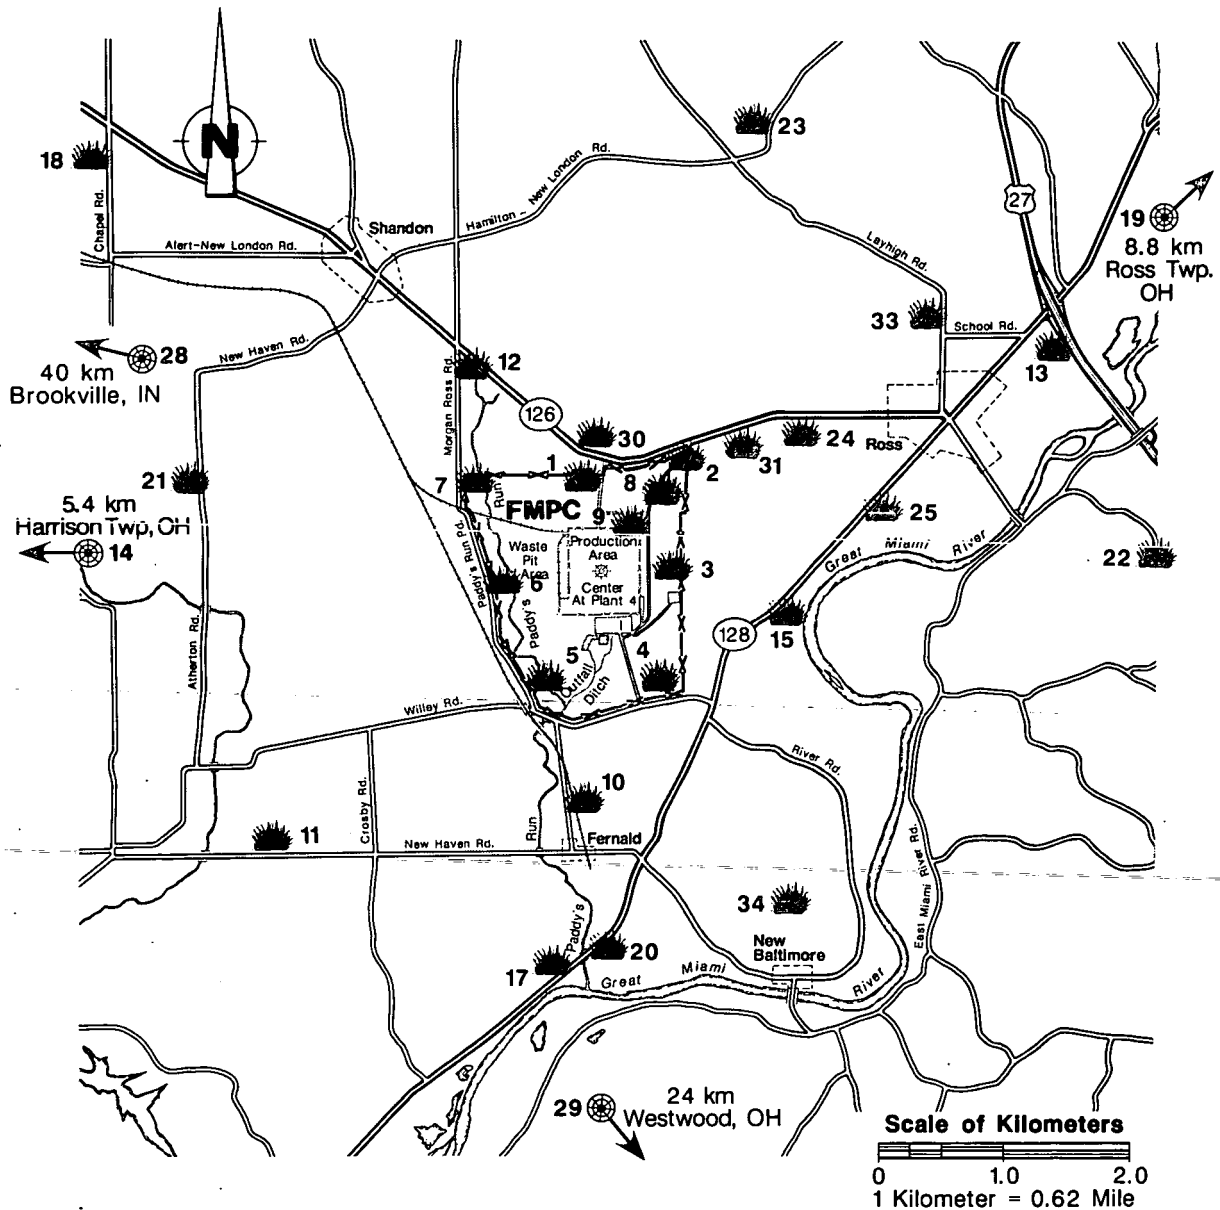 23
N
18
Hamilton - New London Rd.
27
Chapel Rd.
Shandon
19
8.8 km
Ross Twp.
OH
Alert-New London Rd.
Layhigh Rd.
33
School Rd.
28
New Haven Rd.
40 km
Brookville, IN
12
13
Morgan Ross Rd.
126
30
24
Ross
31
1
2
7
8
21
Run
FMPC
9
25
5.4 km
Harrison Twp, OH
14
Great Miami River
22
Paddy's Run Rd.
Waste
Pit
Area
Production
Area
Center
At Plant 4
3
6
Paddy's
128
15
Atherton Rd.
5
4
Outfall
Ditch
Willey Rd.
River Rd.
10
Crosby Rd.
11
Run
Fernald
New Haven Rd.
East Miami River Rd.
34
Paddy's
New
Baltimore
17
20
Great Miami River
29
24 km
Westwood, OH
Scale of Kilometers
0 1.0 2.0
1 Kilometer = 0.62 Mile